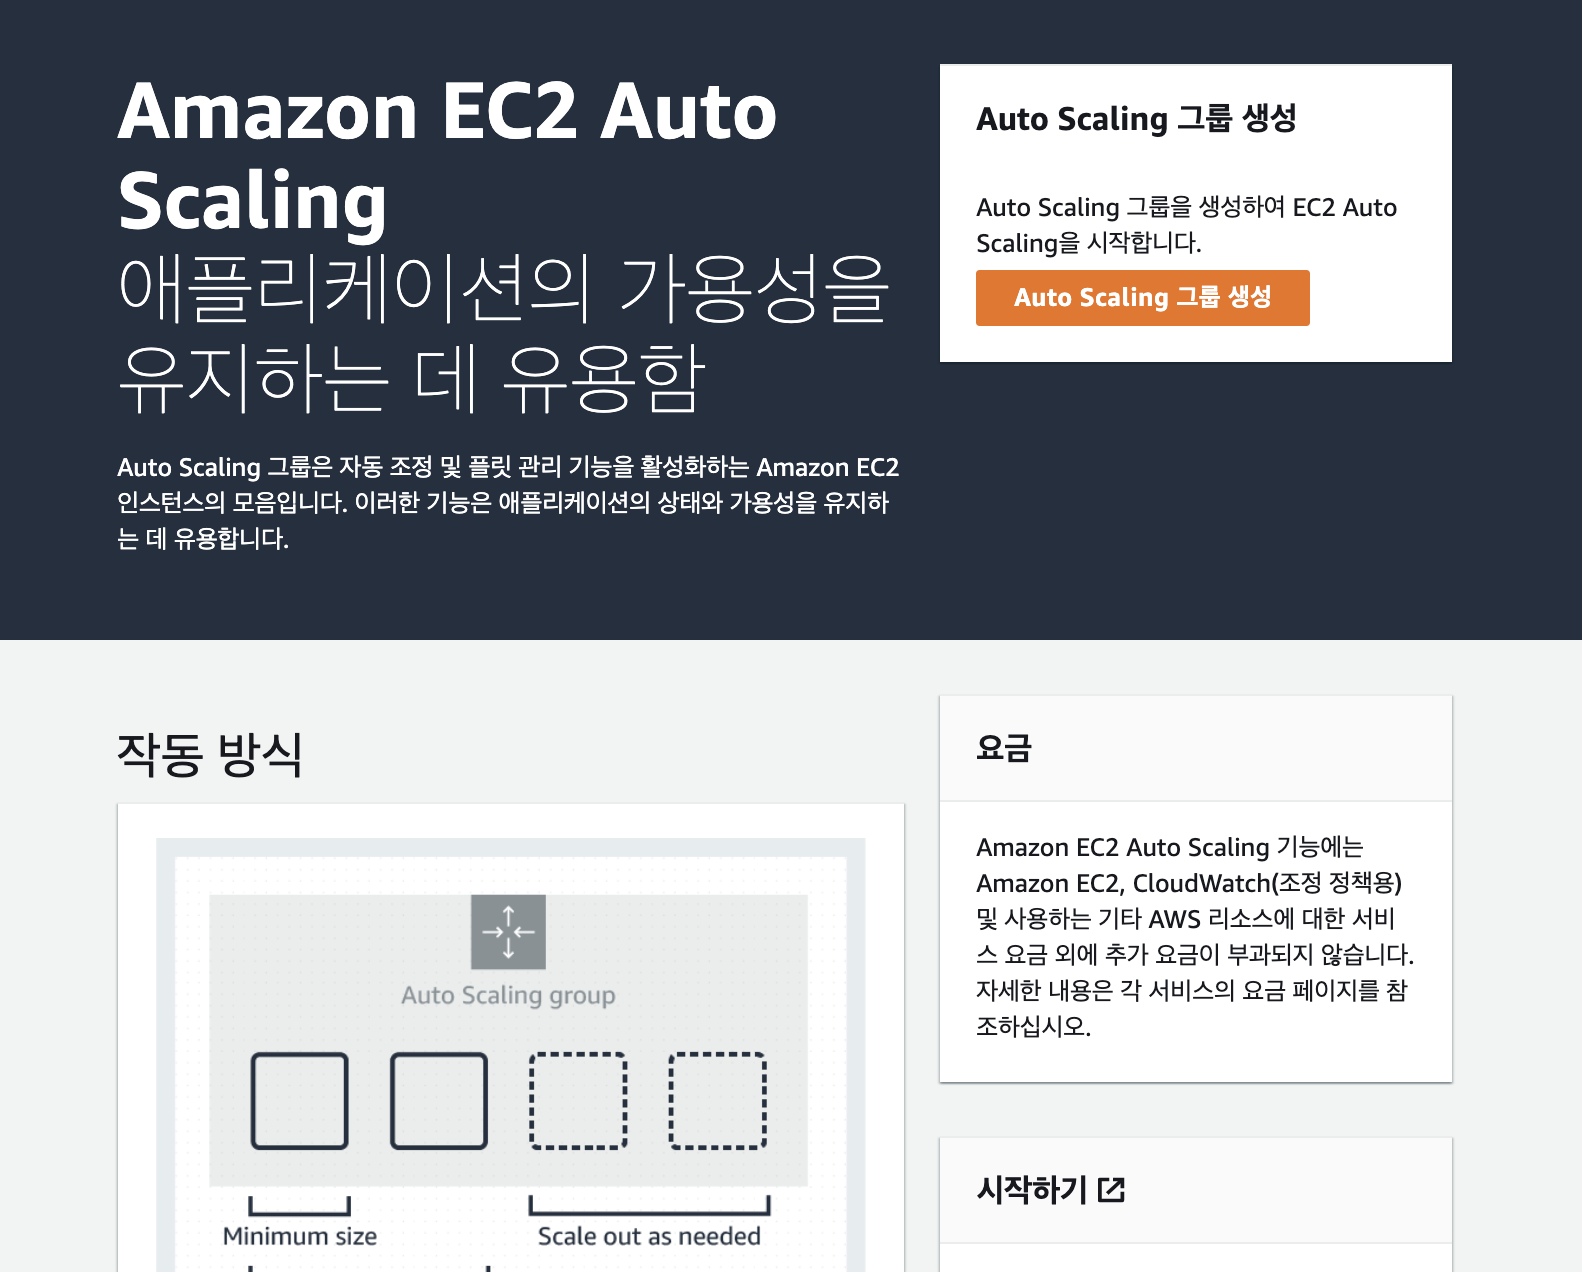 Amazon EC2 Auto
Scaling
애플리케이션의 가용성을
유지하는 데 유용함
Auto Scaling 그룹은 자동 조정 및 플릿 관리 기능을 활성화하는 Amazon EC2
인스턴스의 모음입니다. 이러한 기능은 애플리케이션의 상태와 가용성을 유지하
는 데 유용합니다.
Auto Scaling 그룹 생성
Auto Scaling 그룹을 생성하여 EC2 Auto
Scaling을 시작합니다.
Auto Scaling 그룹 생성
작동 방식
Auto Scaling group
Minimum size
Scale out as needed
요금
Amazon EC2 Auto Scaling 기능에는
Amazon EC2, CloudWatch(조정 정책용)
및 사용하는 기타 AWS 리소스에 대한 서비
스 요금 외에 추가 요금이 부과되지 않습니다.
자세한 내용은 각 서비스의 요금 페이지를 참
조하십시오.
시작하기